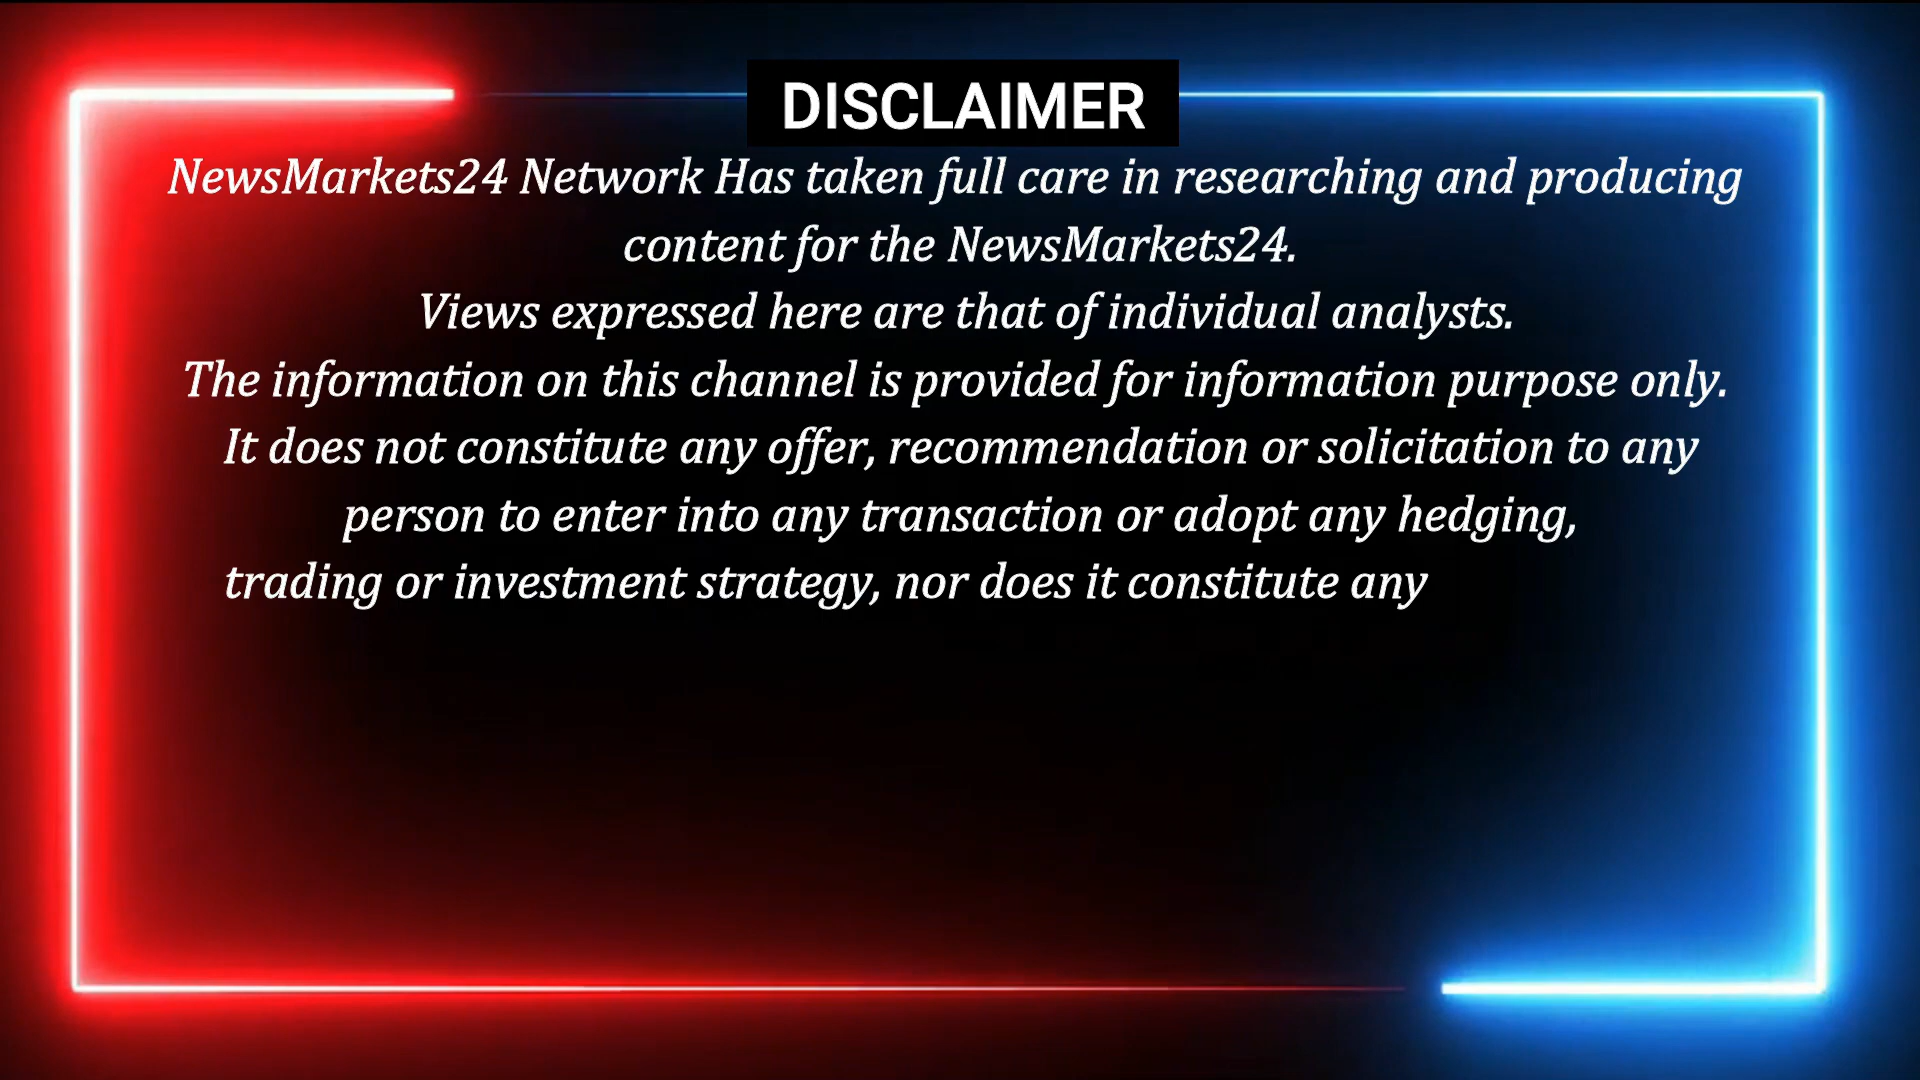 DISCLAIMER
NewsMarkets24 Network Has taken full care in researching and producing
content for the NewsMarkets24.
Views expressed here are that of individual analysts.
The information on this channel is provided for information purpose only.
It does not constitute any offer, recommendation or solicitation to any
person to enter into any transaction or adopt any hedging,
trading or investment strategy, nor does it constitute any